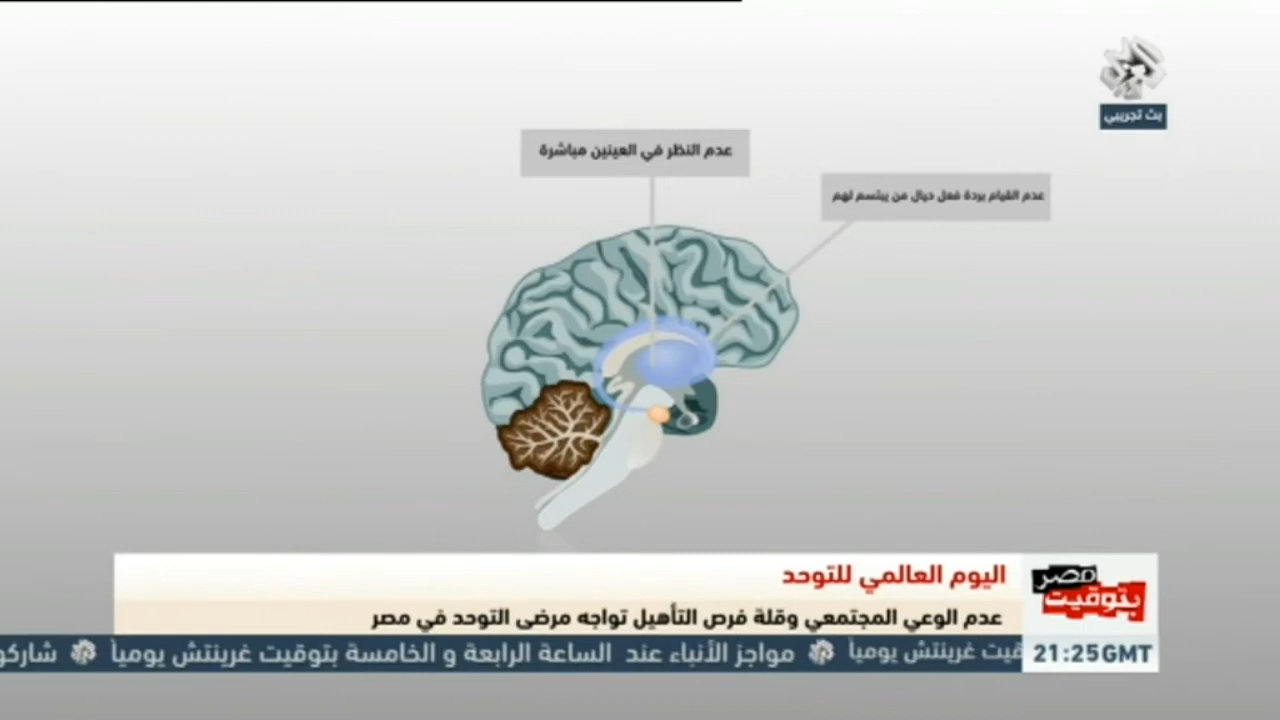 بث تجريبي
عدم النظر في العينين مباشرة
عدم القيام بردة فعل حيال من يبتسم لهم
اليوم العالمي للتوحد
عدم الوعي المجتمعي وقلة فرص التأهيل تواجه مرضى التوحد في مصر
مصر
بتوقيت
21:25GMT
غرينتش يومياً مواجز الأنباء عند الساعة الرابعة و الخامسة بتوقيت غرينتش يومياً